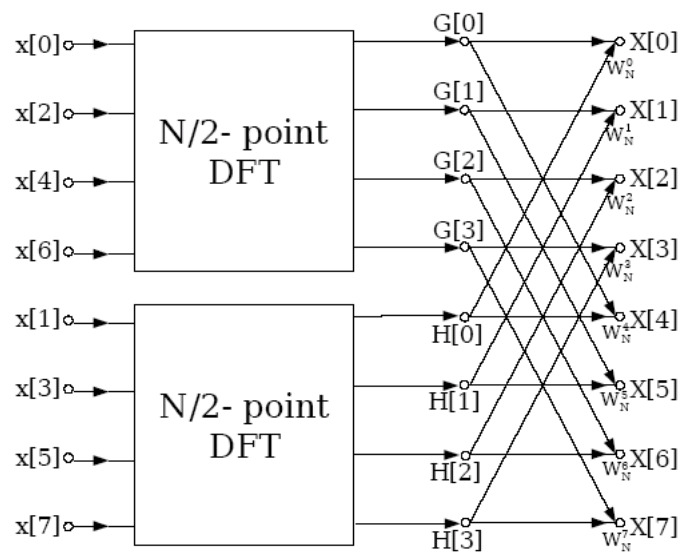 x[0] G[0] X[0]
W_N^0
x[2] G[1] X[1]
W_N^1
N/2- point
DFT
x[4] G[2] X[2]
W_N^2
x[6] G[3] X[3]
W_N^3
x[1] H[0] W_N^4 X[4]
x[3] H[1] W_N^5 X[5]
N/2- point
DFT
x[5] H[2] W_N^6 X[6]
x[7] H[3] W_N^7 X[7]